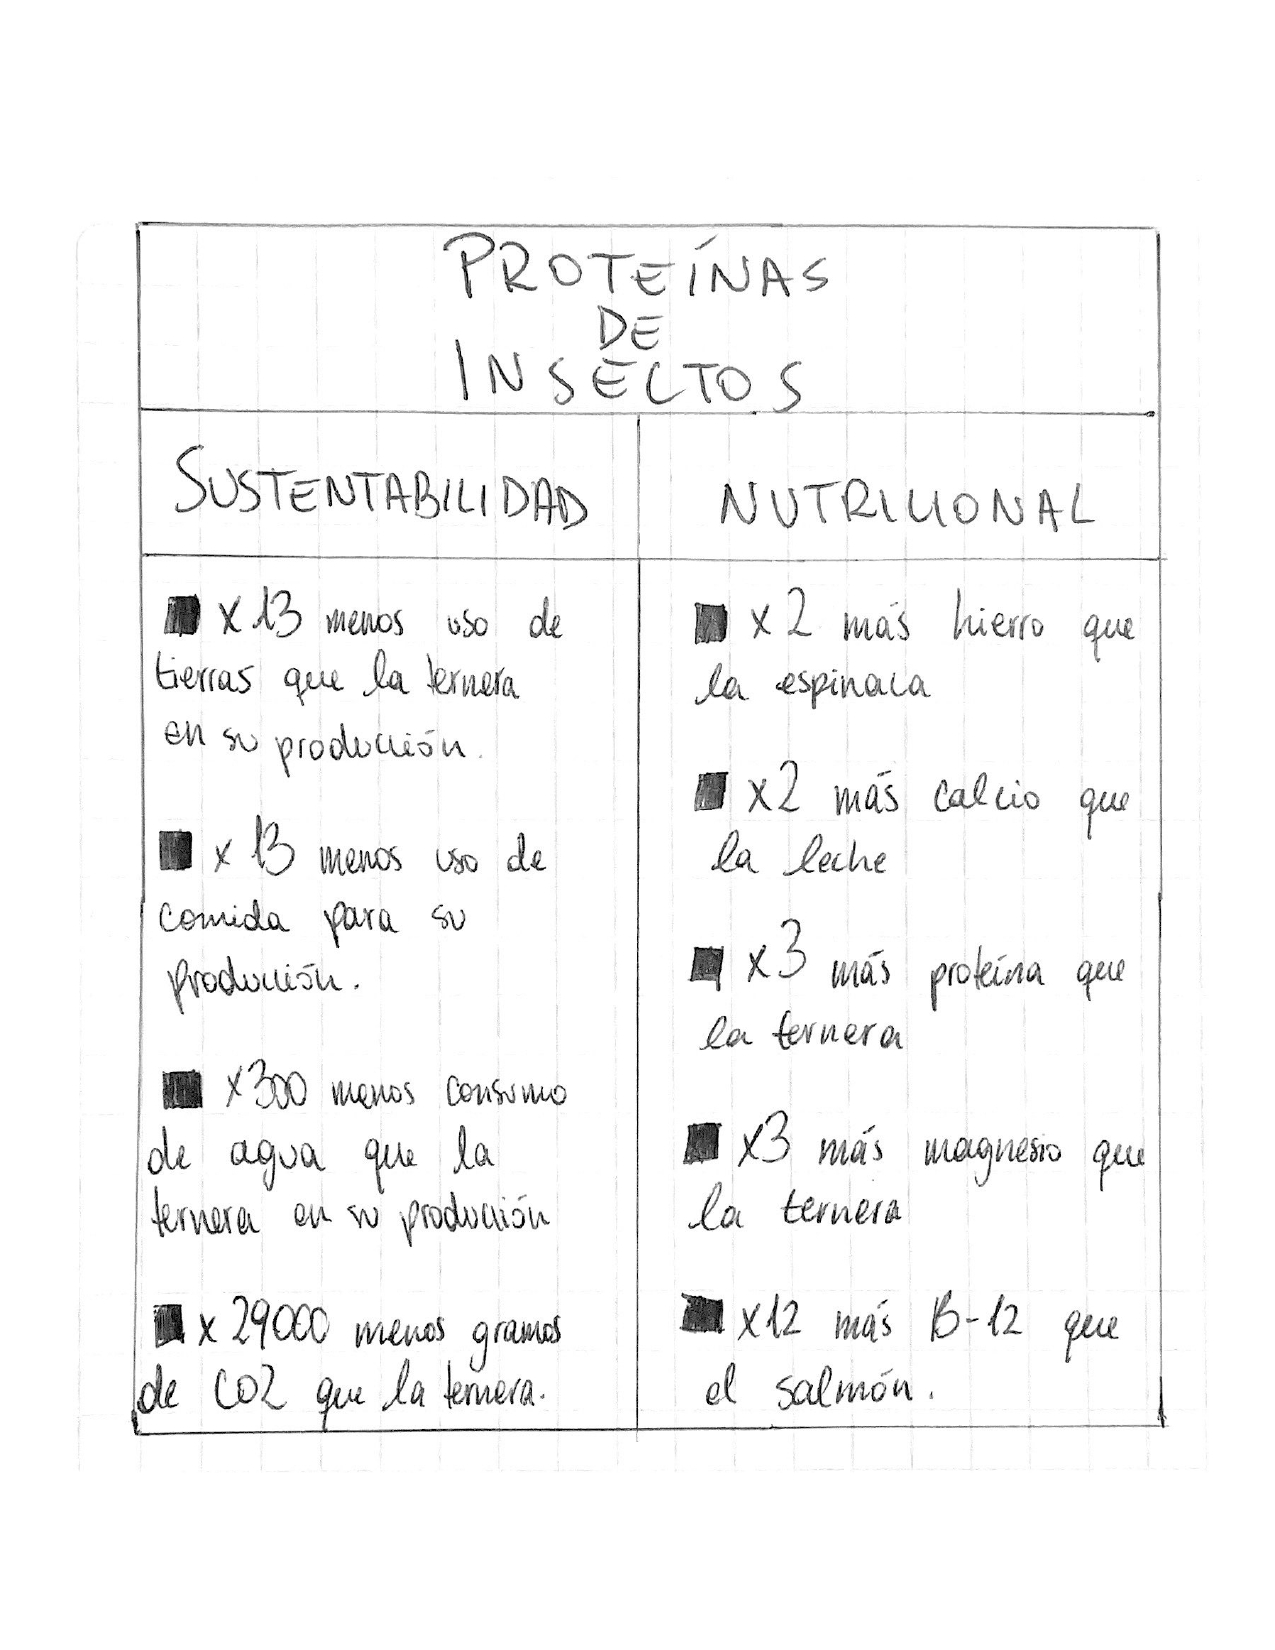 PROTEÍNAS
DE
INSECTOS
SUSTENTABILIDAD
■ x 13 menos uso de
tierras que la ternera
en su producción.
■ x 13 menos uso de
comida para su
producción.
■ x300 menos consumo
de agua que la
ternera en su producción
■ x 29000 menos gramos
de CO2 que la ternera.
NUTRICIONAL
■ x 2 más hierro que
la espinaca
■ x2 más calcio que
la leche
■ x3 más proteína que
la ternera
■ x3 más magnesio que
la ternera
■ x12 más B-12 que
el salmón.